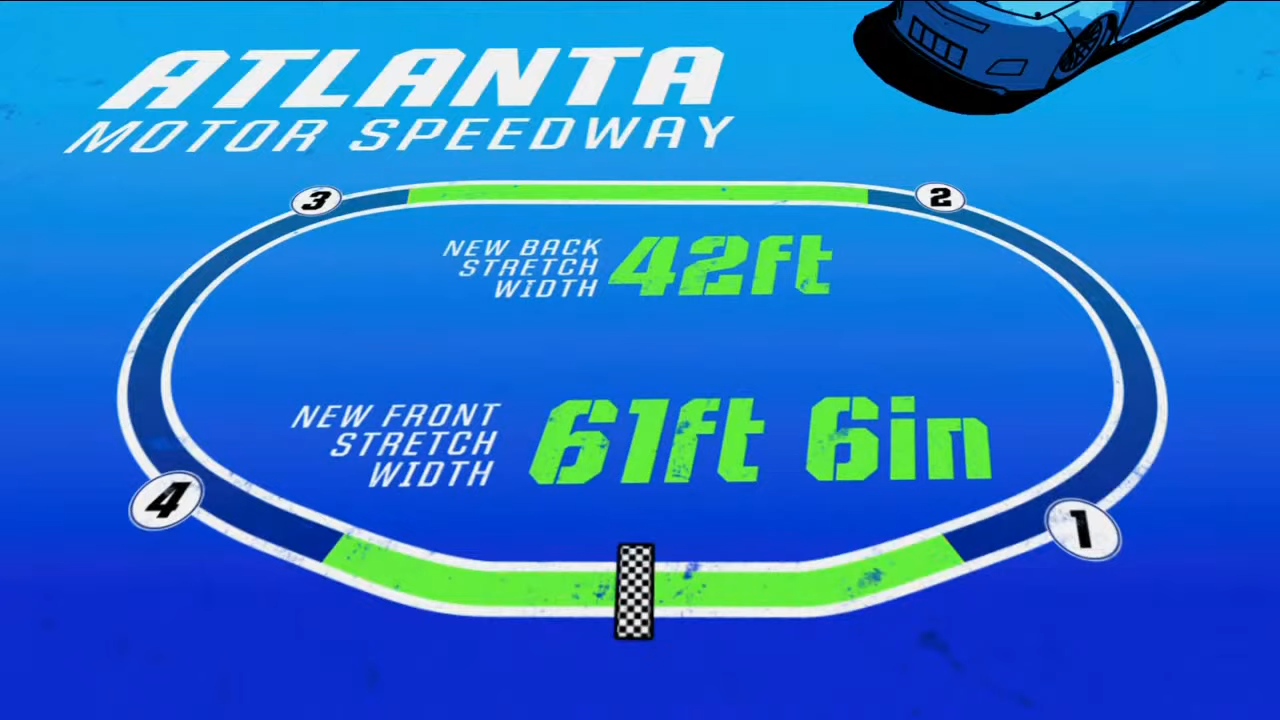 ATLANTA
MOTOR SPEEDWAY
3
2
NEW BACK
STRETCH
WIDTH
42ft
NEW FRONT
STRETCH
WIDTH
61ft 6in
4
1